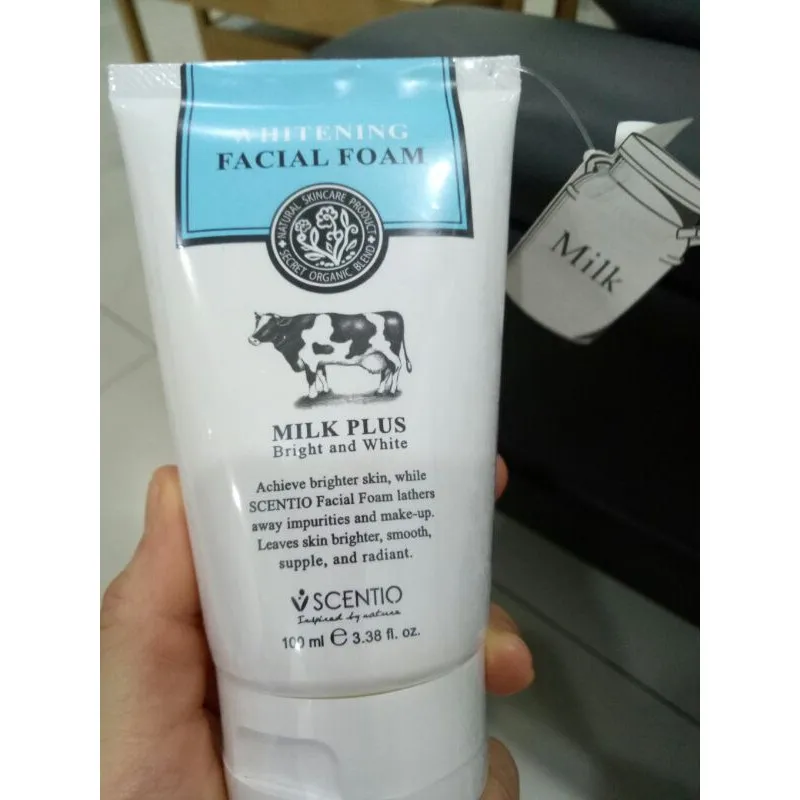 WHITENING
FACIAL FOAM
NATURAL SKINCARE PRODUCT
SECRET ORGANIC BLEND
Milk
MILK PLUS
Bright and White
Achieve brighter skin, while
SCENTIO Facial Foam lathers
away impurities and make-up.
Leaves skin brighter, smooth,
supple, and radiant.
SCENTIO
Inspired by nature
100 ml e 3.38 fl. oz.